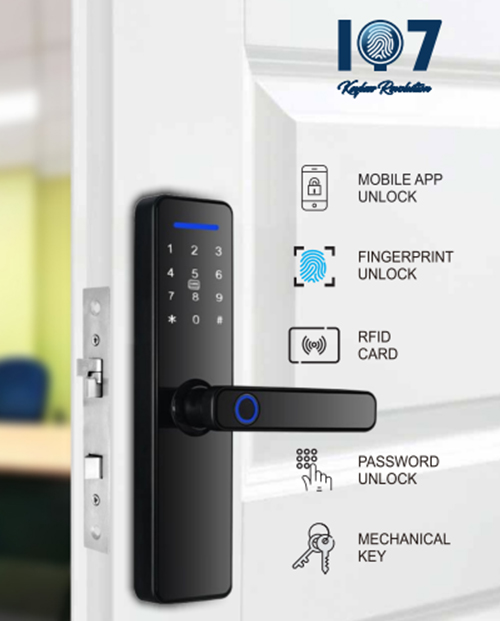 IQ7
Keyless Revolution
MOBILE APP
UNLOCK
FINGERPRINT
UNLOCK
RFID
CARD
PASSWORD
UNLOCK
MECHANICAL
KEY
1 2 3
4 5 6
7 8 9
* 0 #